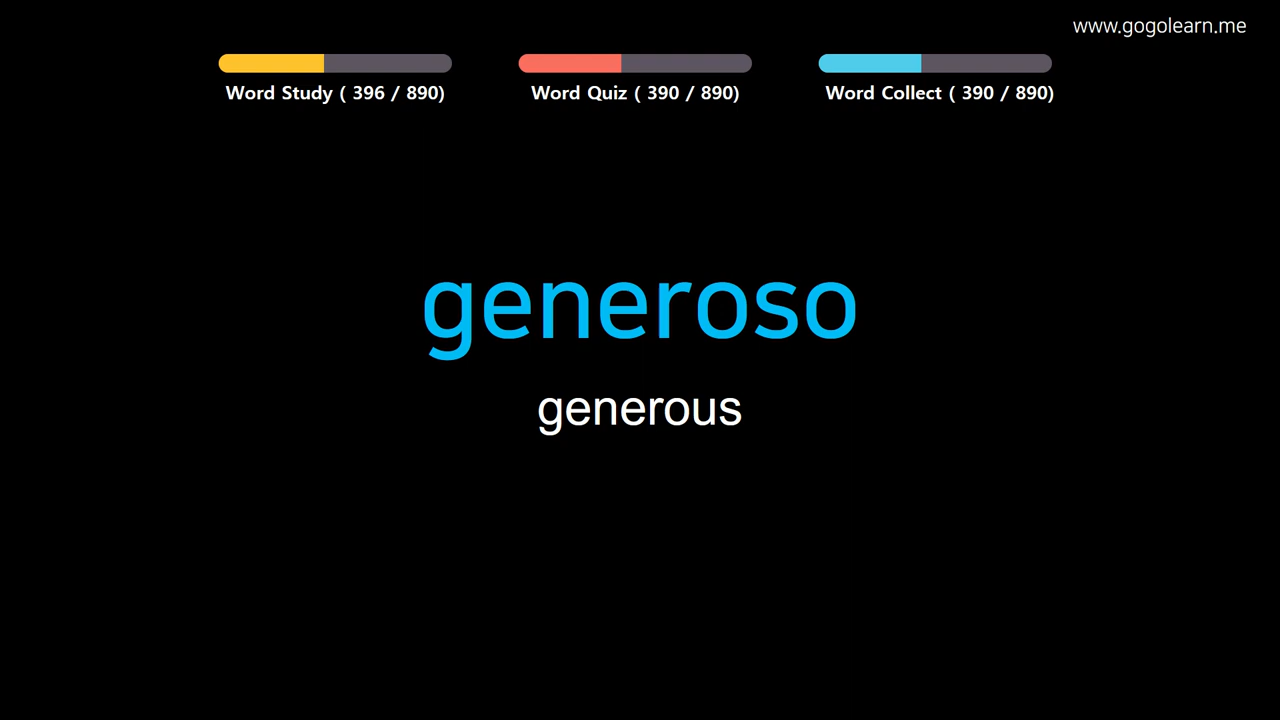 www.gogolearn.me
Word Study ( 396 / 890)
Word Quiz ( 390 / 890)
Word Collect ( 390 / 890)
generoso
generous